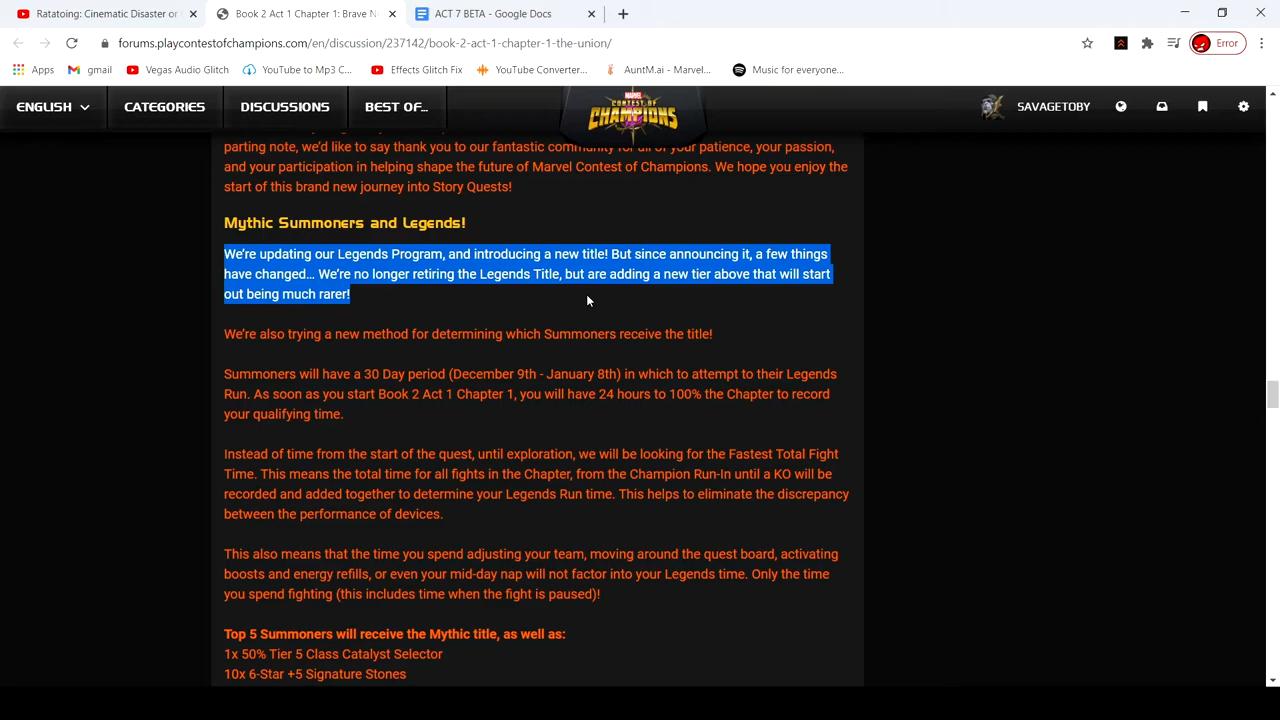 Ratatoing: Cinematic Disaster or
Book 2 Act 1 Chapter 1: Brave N
ACT 7 BETA - Google Docs
forums.playcontestofchampions.com/en/discussion/237142/book-2-act-1-chapter-1-the-union/
Error
Apps
gmail
Vegas Audio Glitch
YouTube to Mp3 C...
Effects Glitch Fix
YouTube Converter...
AuntM.ai - Marvel...
Music for everyone...
ENGLISH
CATEGORIES
DISCUSSIONS
BEST OF...
MARVEL
CONTEST OF
CHAMPIONS
SAVAGETOBY
parting note, we'd like to say thank you to our fantastic community for all of your patience, your passion,
and your participation in helping shape the future of Marvel Contest of Champions. We hope you enjoy the
start of this brand new journey into Story Quests!
Mythic Summoners and Legends!
We're updating our Legends Program, and introducing a new title! But since announcing it, a few things
have changed... We're no longer retiring the Legends Title, but are adding a new tier above that will start
out being much rarer!
We're also trying a new method for determining which Summoners receive the title!
Summoners will have a 30 Day period (December 9th - January 8th) in which to attempt to their Legends
Run. As soon as you start Book 2 Act 1 Chapter 1, you will have 24 hours to 100% the Chapter to record
your qualifying time.
Instead of time from the start of the quest, until exploration, we will be looking for the Fastest Total Fight
Time. This means the total time for all fights in the Chapter, from the Champion Run-In until a KO will be
recorded and added together to determine your Legends Run time. This helps to eliminate the discrepancy
between the performance of devices.
This also means that the time you spend adjusting your team, moving around the quest board, activating
boosts and energy refills, or even your mid-day nap will not factor into your Legends time. Only the time
you spend fighting (this includes time when the fight is paused)!
Top 5 Summoners will receive the Mythic title, as well as:
1x 50% Tier 5 Class Catalyst Selector
10x 6-Star +5 Signature Stones